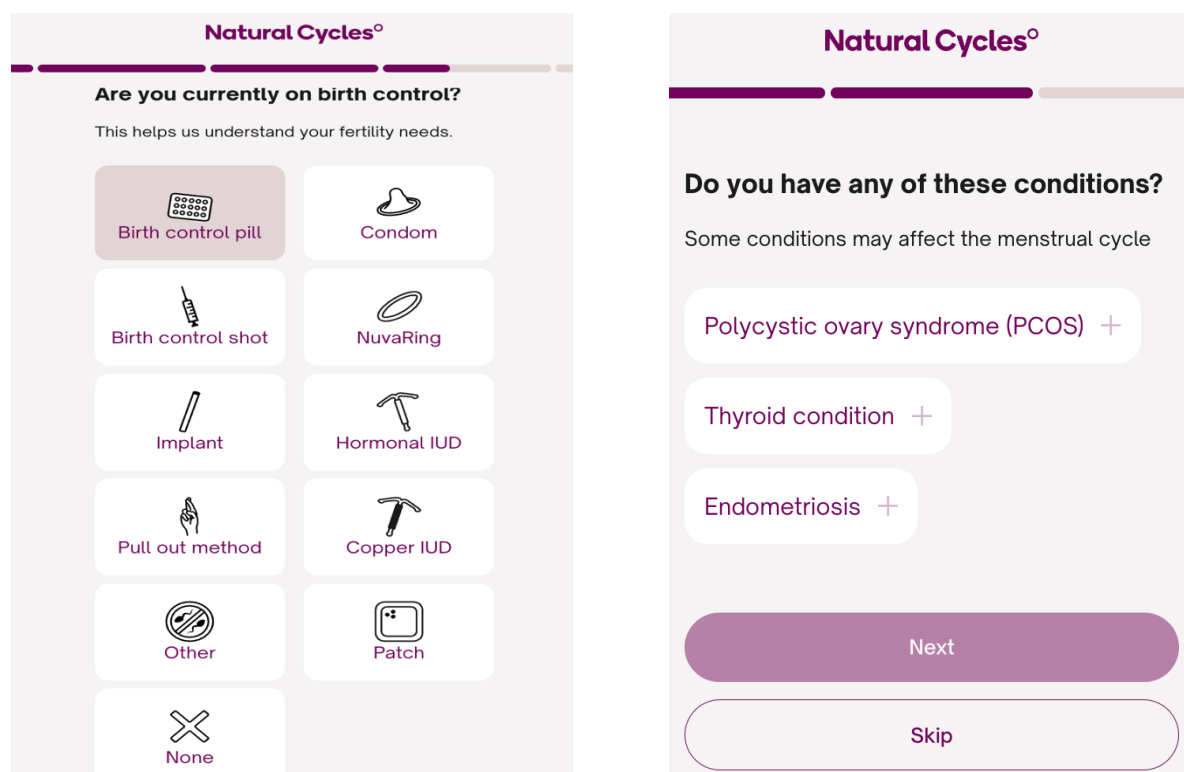 Natural Cycles°
Are you currently on birth control?
This helps us understand your fertility needs.
Birth control pill
Condom
Birth control shot
NuvaRing
Implant
Hormonal IUD
Pull out method
Copper IUD
Other
Patch
None
Natural Cycles°
Do you have any of these conditions?
Some conditions may affect the menstrual cycle
Polycystic ovary syndrome (PCOS) +
Thyroid condition +
Endometriosis +
Next
Skip